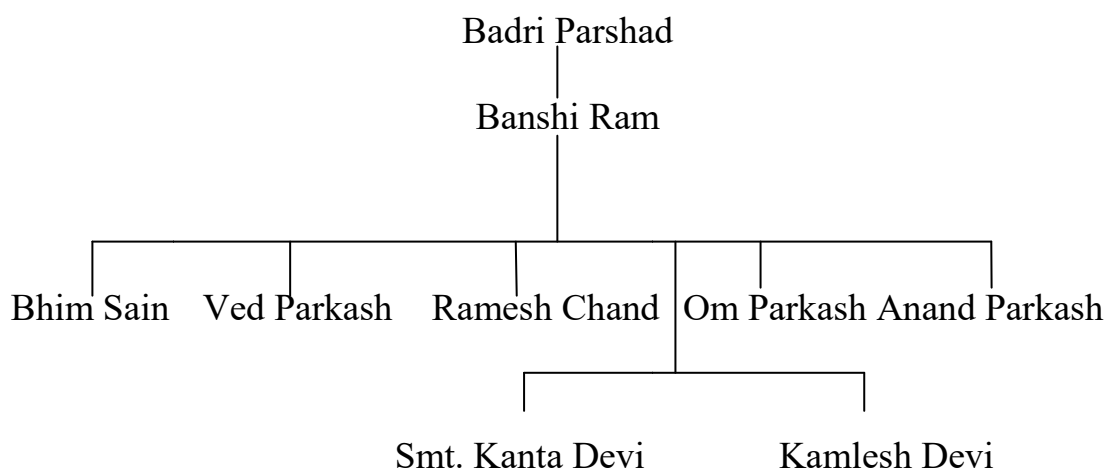 Badri Parshad
Banshi Ram
Bhim Sain Ved Parkash Ramesh Chand Om Parkash Anand Parkash
Smt. Kanta Devi Kamlesh Devi